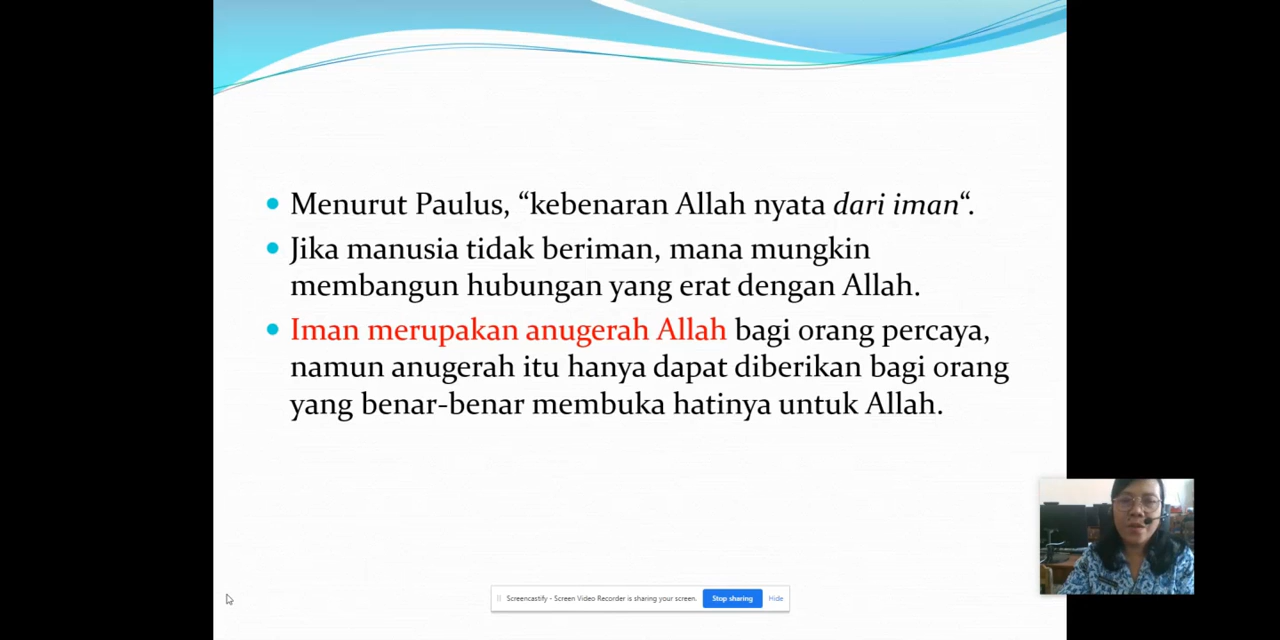 Menurut Paulus, “kebenaran Allah nyata dari iman“.
Jika manusia tidak beriman, mana mungkin
membangun hubungan yang erat dengan Allah.
Iman merupakan anugerah Allah bagi orang percaya,
namun anugerah itu hanya dapat diberikan bagi orang
yang benar-benar membuka hatinya untuk Allah.
Screencastify - Screen Video Recorder is sharing your screen. Stop sharing Hide